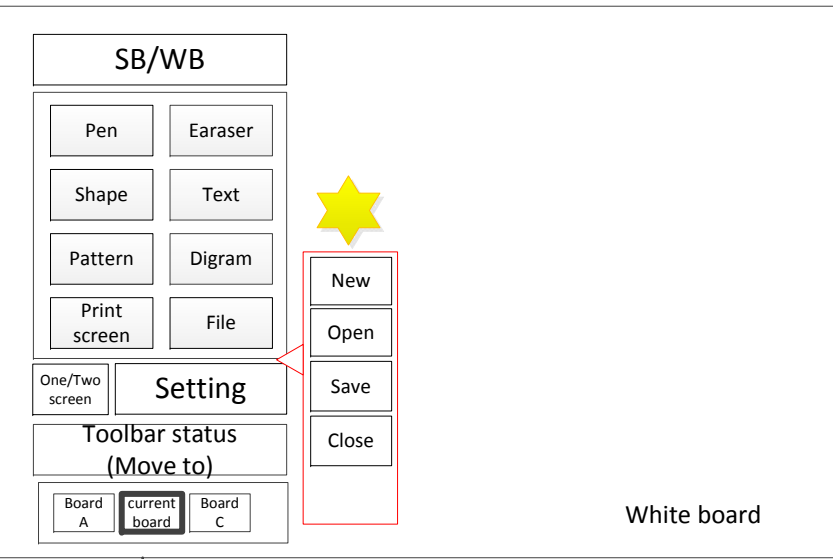 SB/WB
Pen
Earaser
Shape
Text
Pattern
Digram
Print
screen
File
One/Two
screen
Setting
Toolbar status
(Move to)
Board
A
current
board
Board
C
New
Open
Save
Close
White board